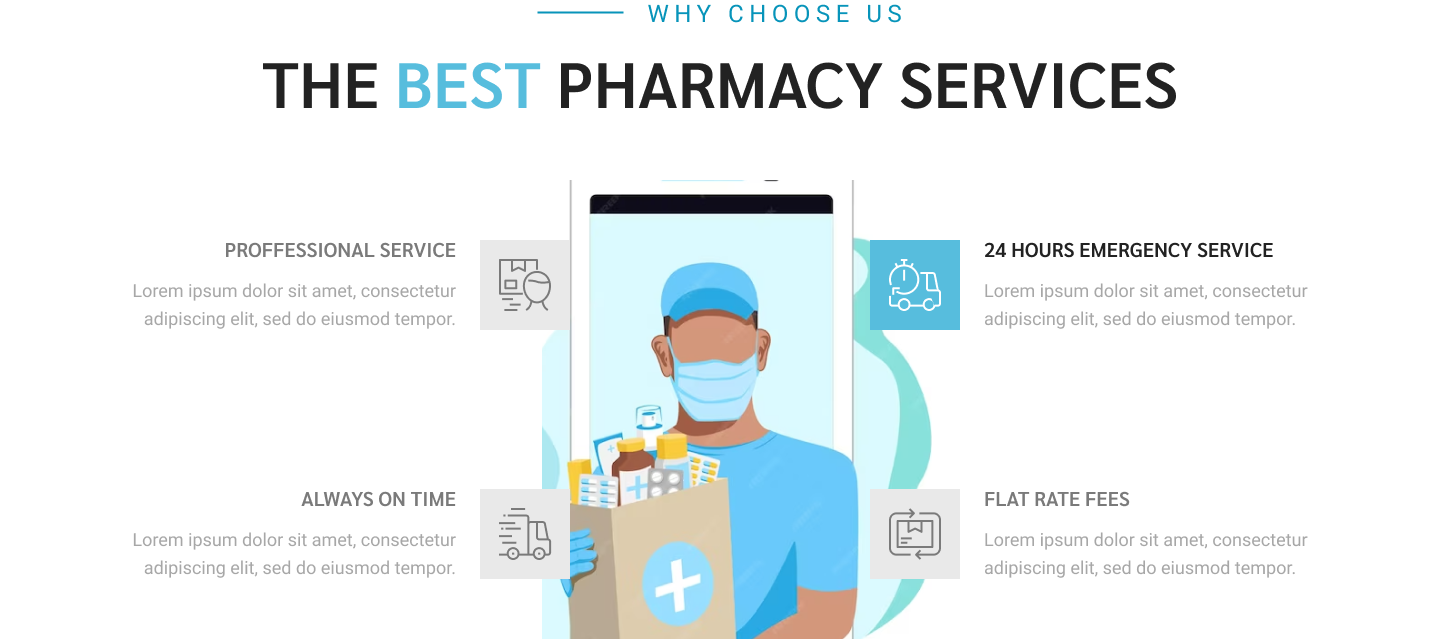 WHY CHOOSE US
THE BEST PHARMACY SERVICES
PROFFESSIONAL SERVICE
Lorem ipsum dolor sit amet, consectetur
adipiscing elit, sed do eiusmod tempor.
24 HOURS EMERGENCY SERVICE
Lorem ipsum dolor sit amet, consectetur
adipiscing elit, sed do eiusmod tempor.
ALWAYS ON TIME
Lorem ipsum dolor sit amet, consectetur
adipiscing elit, sed do eiusmod tempor.
FLAT RATE FEES
Lorem ipsum dolor sit amet, consectetur
adipiscing elit, sed do eiusmod tempor.